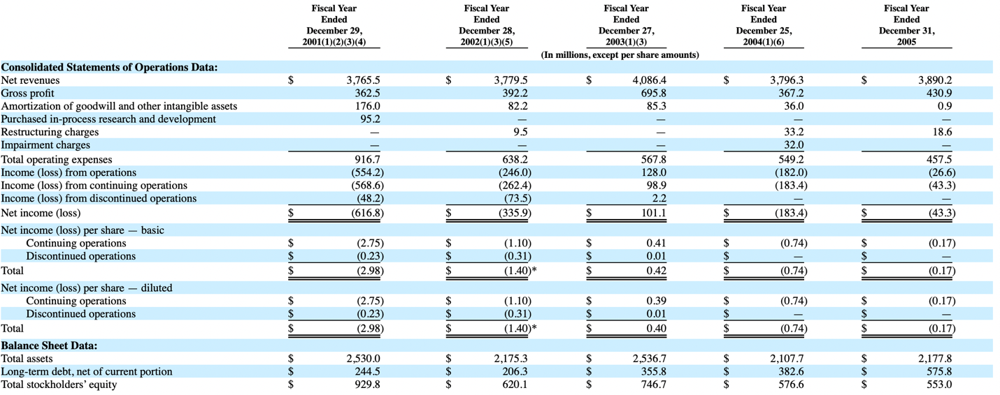 Fiscal Year Fiscal Year Fiscal Year Fiscal Year Fiscal Year
Ended Ended Ended Ended Ended
December 29, December 28, December 27, December 25, December 31,
2001(1)(2)(3)(4) 2002(1)(3)(5) 2003(1)(3) 2004(1)(6) 2005
(In millions, except per share amounts)
Consolidated Statements of Operations Data:
Net revenues $ 3,765.5 $ 3,779.5 $ 4,086.4 $ 3,796.3 $ 3,890.2
Gross profit 362.5 392.2 695.8 367.2 430.9
Amortization of goodwill and other intangible assets 176.0 82.2 85.3 36.0 0.9
Purchased in-process research and development 95.2 — — — —
Restructuring charges — 9.5 — 33.2 18.6
Impairment charges — — — 32.0 —
Total operating expenses 916.7 638.2 567.8 549.2 457.5
Income (loss) from operations (554.2) (246.0) 128.0 (182.0) (26.6)
Income (loss) from continuing operations (568.6) (262.4) 98.9 (183.4) (43.3)
Income (loss) from discontinued operations (48.2) (73.5) 2.2 — —
Net income (loss) $ (616.8) $ (335.9) $ 101.1 $ (183.4) $ (43.3)
Net income (loss) per share — basic
Continuing operations $ (2.75) $ (1.10) $ 0.41 $ (0.74) $ (0.17)
Discontinued operations $ (0.23) $ (0.31) $ 0.01 $ — $ —
Total $ (2.98) $ (1.40)* $ 0.42 $ (0.74) $ (0.17)
Net income (loss) per share — diluted
Continuing operations $ (2.75) $ (1.10) $ 0.39 $ (0.74) $ (0.17)
Discontinued operations $ (0.23) $ (0.31) $ 0.01 $ — $ —
Total $ (2.98) $ (1.40)* $ 0.40 $ (0.74) $ (0.17)
Balance Sheet Data:
Total assets $ 2,530.0 $ 2,175.3 $ 2,536.7 $ 2,107.7 $ 2,177.8
Long-term debt, net of current portion $ 244.5 $ 206.3 $ 355.8 $ 382.6 $ 575.8
Total stockholders’ equity $ 929.8 $ 620.1 $ 746.7 $ 576.6 $ 553.0